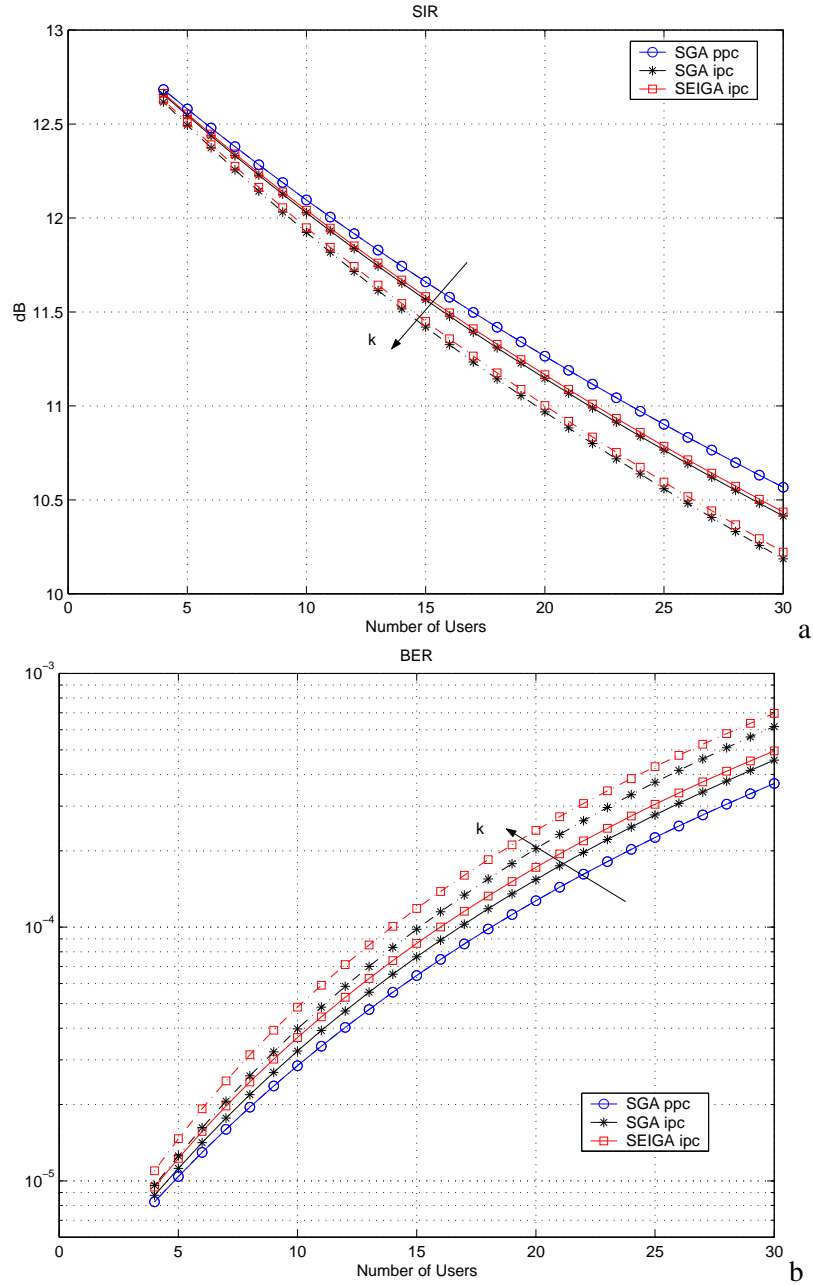 SIR
13
12.5
12
11.5
11
10.5
10
dB
SGA ppc
SGA ipc
SEIGA ipc
k
0 5 10 15 20 25 30
Number of Users
a
BER
10⁻³
10⁻⁴
10⁻⁵
k
SGA ppc
SGA ipc
SEIGA ipc
0 5 10 15 20 25 30
Number of Users
b